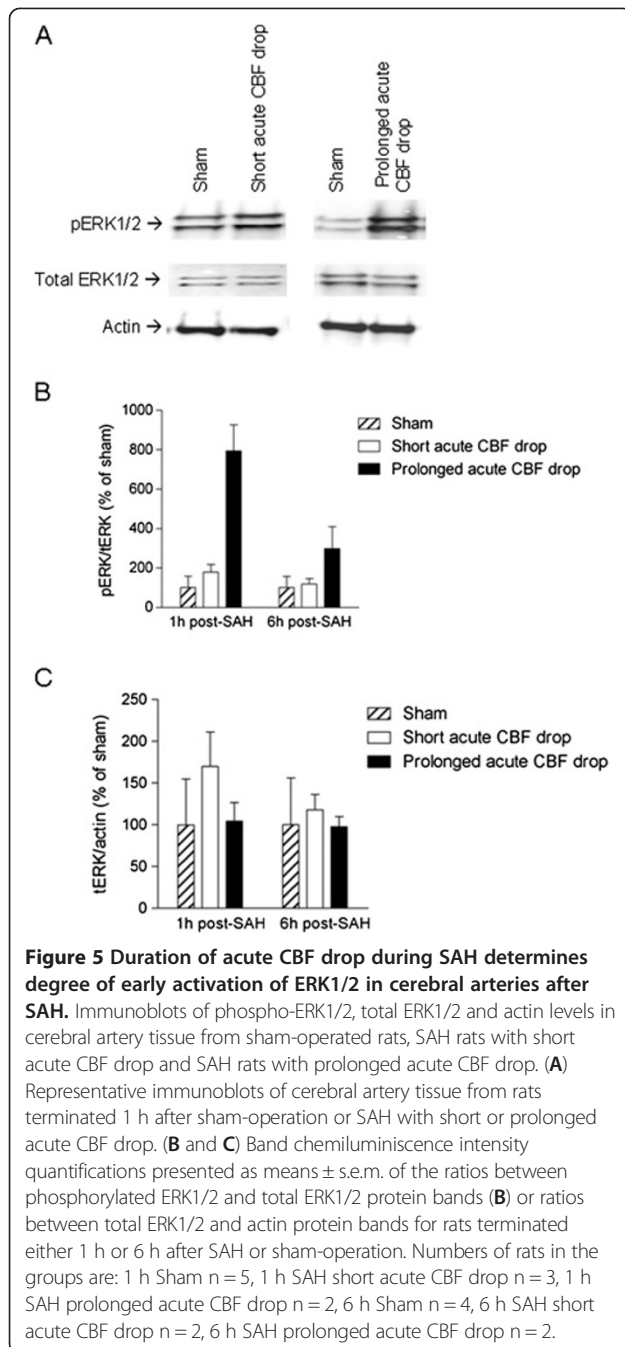 A
Sham
Short acute CBF drop
Sham
Prolonged acute
CBF drop
pERK1/2 →
Total ERK1/2 →
Actin →
B
pERK/tERK (% of sham)
1000
800
600
400
200
0
Sham
Short acute CBF drop
Prolonged acute CBF drop
1h post-SAH
6h post-SAH
C
tERK/actin (% of sham)
250
200
150
100
50
0
Sham
Short acute CBF drop
Prolonged acute CBF drop
1h post-SAH
6h post-SAH
Figure 5 Duration of acute CBF drop during SAH determines
degree of early activation of ERK1/2 in cerebral arteries after
SAH. Immunoblots of phospho-ERK1/2, total ERK1/2 and actin levels in
cerebral artery tissue from sham-operated rats, SAH rats with short
acute CBF drop and SAH rats with prolonged acute CBF drop. (A)
Representative immunoblots of cerebral artery tissue from rats
terminated 1 h after sham-operation or SAH with short or prolonged
acute CBF drop. (B and C) Band chemiluminiscence intensity
quantifications presented as means ± s.e.m. of the ratios between
phosphorylated ERK1/2 and total ERK1/2 protein bands (B) or ratios
between total ERK1/2 and actin protein bands for rats terminated
either 1 h or 6 h after SAH or sham-operation. Numbers of rats in the
groups are: 1 h Sham n = 5, 1 h SAH short acute CBF drop n = 3, 1 h
SAH prolonged acute CBF drop n = 2, 6 h Sham n = 4, 6 h SAH short
acute CBF drop n = 2, 6 h SAH prolonged acute CBF drop n = 2.